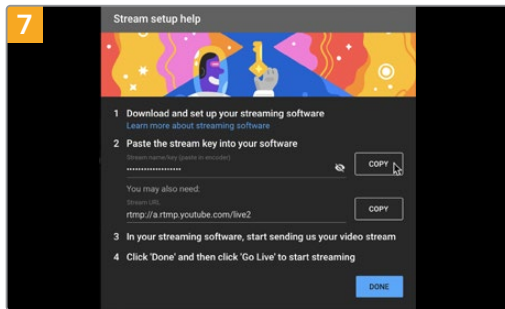 7
Stream setup help
1 Download and set up your streaming software
Learn more about streaming software
2 Paste the stream key into your software
Stream name/key (paste in encoder)
••••••••••••••••••••
COPY
You may also need:
Stream URL
rtmp://a.rtmp.youtube.com/live2
COPY
3 In your streaming software, start sending us your video stream
4 Click 'Done' and then click 'Go Live' to start streaming
DONE